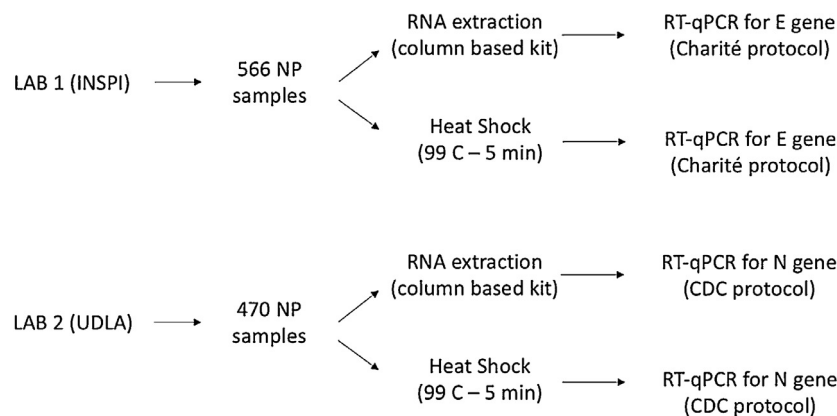 LAB 1 (INSPI)
566 NP
samples
RNA extraction
(column based kit)
RT-qPCR for E gene
(Charité protocol)
Heat Shock
(99 C – 5 min)
RT-qPCR for E gene
(Charité protocol)
LAB 2 (UDLA)
470 NP
samples
RNA extraction
(column based kit)
RT-qPCR for N gene
(CDC protocol)
Heat Shock
(99 C – 5 min)
RT-qPCR for N gene
(CDC protocol)